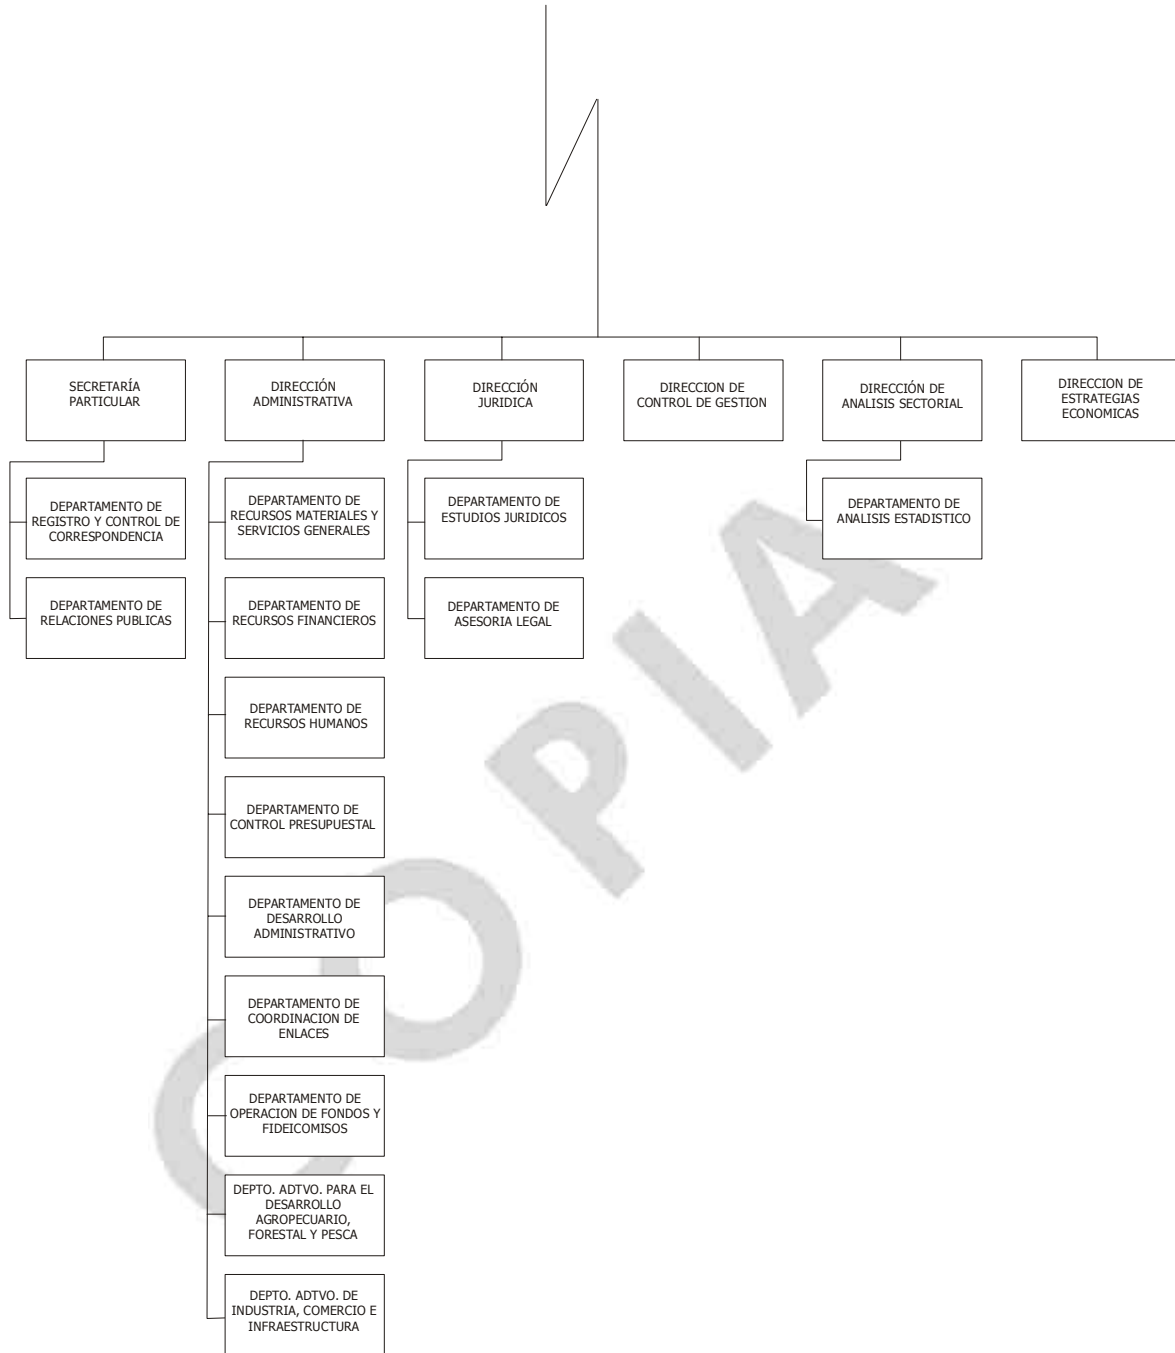 SECRETARÍA
PARTICULAR
DIRECCIÓN
ADMINISTRATIVA
DIRECCIÓN
JURIDICA
DIRECCION DE
CONTROL DE GESTION
DIRECCIÓN DE
ANALISIS SECTORIAL
DIRECCION DE
ESTRATEGIAS
ECONOMICAS
DEPARTAMENTO DE
REGISTRO Y CONTROL DE
CORRESPONDENCIA
DEPARTAMENTO DE
RELACIONES PUBLICAS
DEPARTAMENTO DE
RECURSOS MATERIALES Y
SERVICIOS GENERALES
DEPARTAMENTO DE
RECURSOS FINANCIEROS
DEPARTAMENTO DE
RECURSOS HUMANOS
DEPARTAMENTO DE
CONTROL PRESUPUESTAL
DEPARTAMENTO DE
DESARROLLO
ADMINISTRATIVO
DEPARTAMENTO DE
COORDINACION DE
ENLACES
DEPARTAMENTO DE
OPERACION DE FONDOS Y
FIDEICOMISOS
DEPTO. ADTVO. PARA EL
DESARROLLO
AGROPECUARIO,
FORESTAL Y PESCA
DEPTO. ADTVO. DE
INDUSTRIA, COMERCIO E
INFRAESTRUCTURA
DEPARTAMENTO DE
ESTUDIOS JURIDICOS
DEPARTAMENTO DE
ASESORIA LEGAL
DEPARTAMENTO DE
ANALISIS ESTADISTICO
COPIA